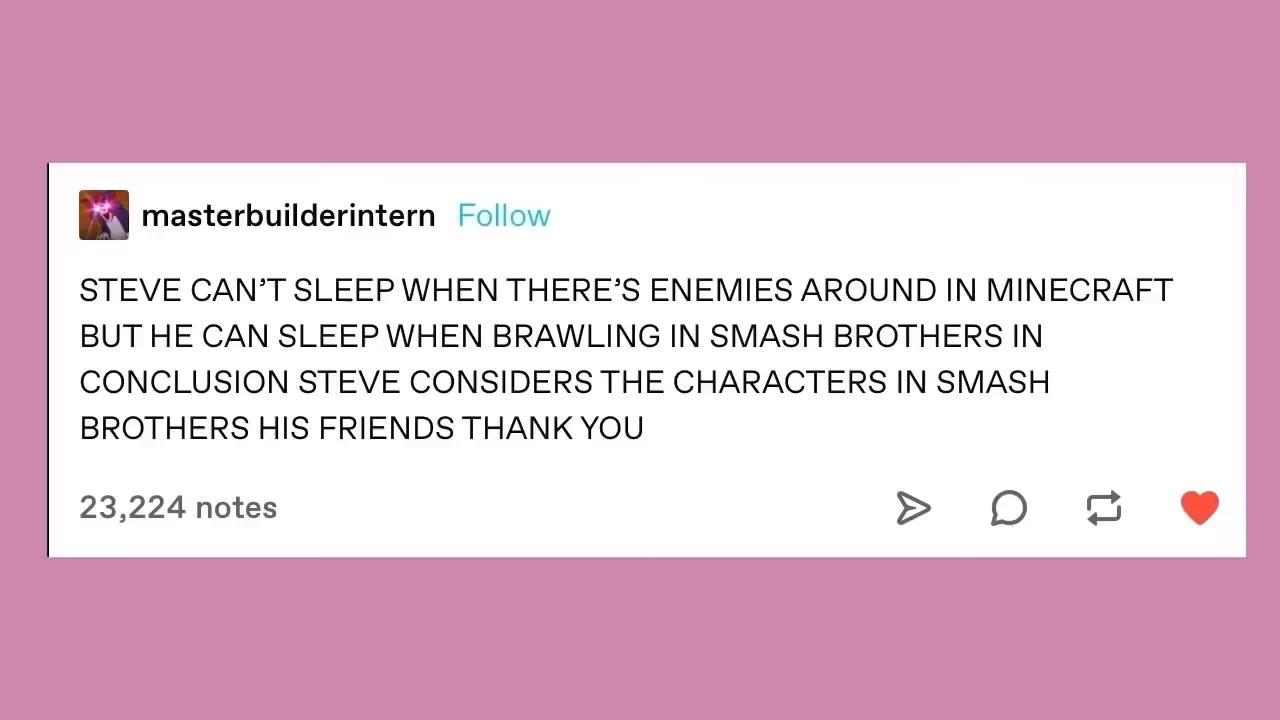 masterbuilderintern Follow
STEVE CAN’T SLEEP WHEN THERE’S ENEMIES AROUND IN MINECRAFT
BUT HE CAN SLEEP WHEN BRAWLING IN SMASH BROTHERS IN
CONCLUSION STEVE CONSIDERS THE CHARACTERS IN SMASH
BROTHERS HIS FRIENDS THANK YOU
23,224 notes